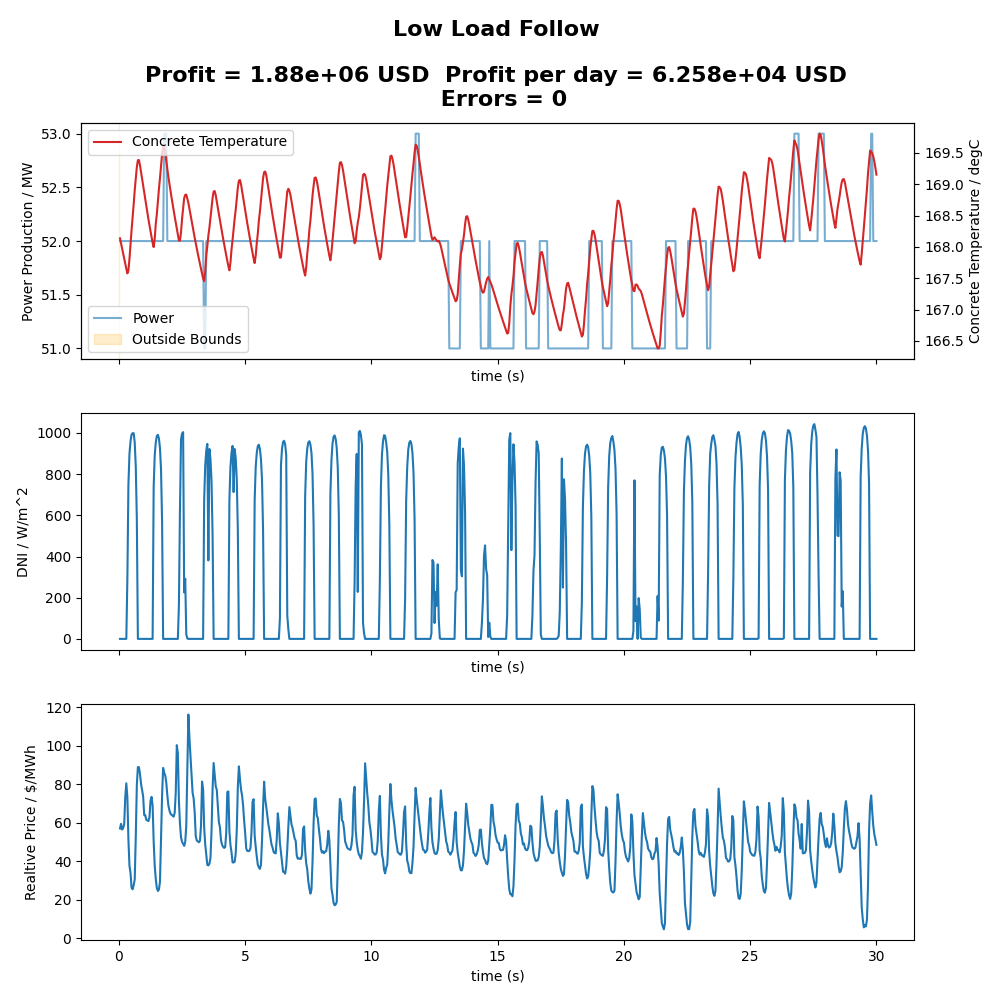 Low Load Follow
Profit = 1.88e+06 USD  Profit per day = 6.258e+04 USD
Errors = 0
Concrete Temperature
Power
Outside Bounds
Power Production / MW
53.0
52.5
52.0
51.5
51.0
169.5
169.0
168.5
168.0
167.5
167.0
166.5
Concrete Temperature / degC
time (s)
DNI / W/m^2
1000
800
600
400
200
0
time (s)
Realtive Price / $/MWh
120
100
80
60
40
20
0
0 5 10 15 20 25 30
time (s)